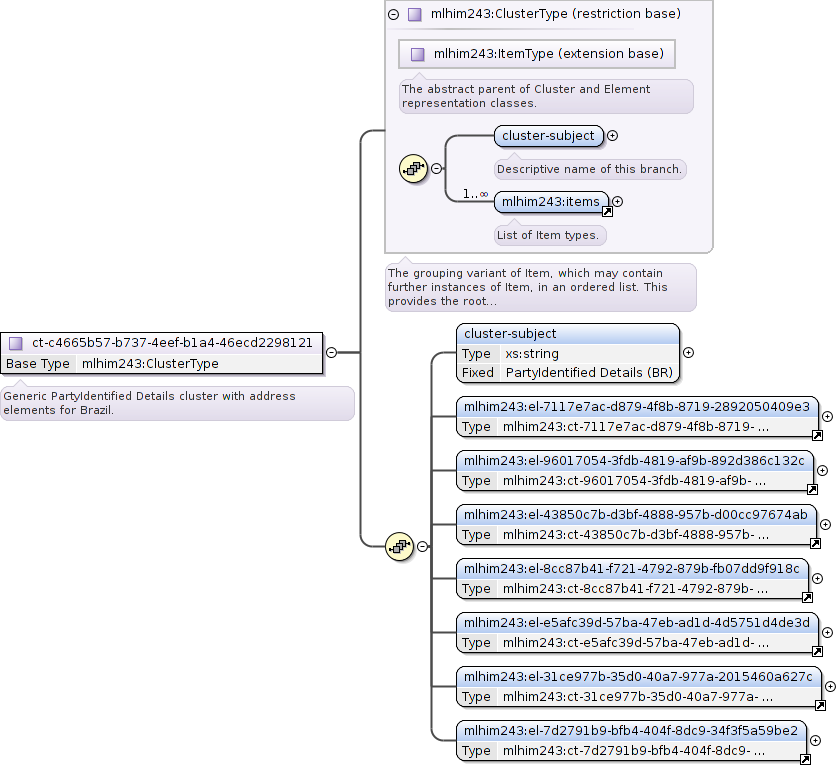 mlhim243:ClusterType (restriction base)
mlhim243:ItemType (extension base)
The abstract parent of Cluster and Element
representation classes.
cluster-subject
Descriptive name of this branch.
1..∞
mlhim243:items
List of Item types.
The grouping variant of Item, which may contain
further instances of Item, in an ordered list. This
provides the root...
ct-c4665b57-b737-4eef-b1a4-46ecd2298121
Base Type mlhim243:ClusterType
Generic PartyIdentified Details cluster with address
elements for Brazil.
cluster-subject
Type xs:string
Fixed PartyIdentified Details (BR)
mlhim243:el-7117e7ac-d879-4f8b-8719-2892050409e3
Type mlhim243:ct-7117e7ac-d879-4f8b-8719- ...
mlhim243:el-96017054-3fdb-4819-af9b-892d386c132c
Type mlhim243:ct-96017054-3fdb-4819-af9b- ...
mlhim243:el-43850c7b-d3bf-4888-957b-d00cc97674ab
Type mlhim243:ct-43850c7b-d3bf-4888-957b- ...
mlhim243:el-8cc87b41-f721-4792-879b-fb07dd9f918c
Type mlhim243:ct-8cc87b41-f721-4792-879b- ...
mlhim243:el-e5afc39d-57ba-47eb-ad1d-4d5751d4de3d
Type mlhim243:ct-e5afc39d-57ba-47eb-ad1d- ...
mlhim243:el-31ce977b-35d0-40a7-977a-2015460a627c
Type mlhim243:ct-31ce977b-35d0-40a7-977a- ...
mlhim243:el-7d2791b9-bfb4-404f-8dc9-34f3f5a59be2
Type mlhim243:ct-7d2791b9-bfb4-404f-8dc9- ...